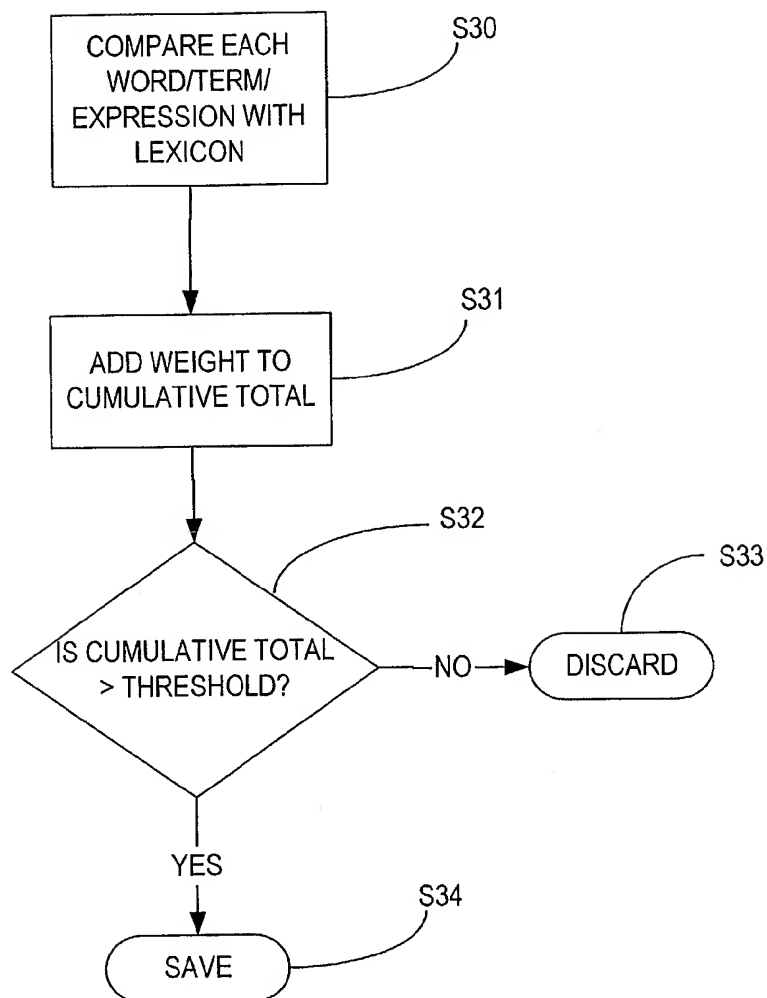 COMPARE EACH
WORD/TERM/
EXPRESSION WITH
LEXICON
S30
ADD WEIGHT TO
CUMULATIVE TOTAL
S31
IS CUMULATIVE TOTAL
> THRESHOLD?
S32
NO
DISCARD
S33
YES
SAVE
S34